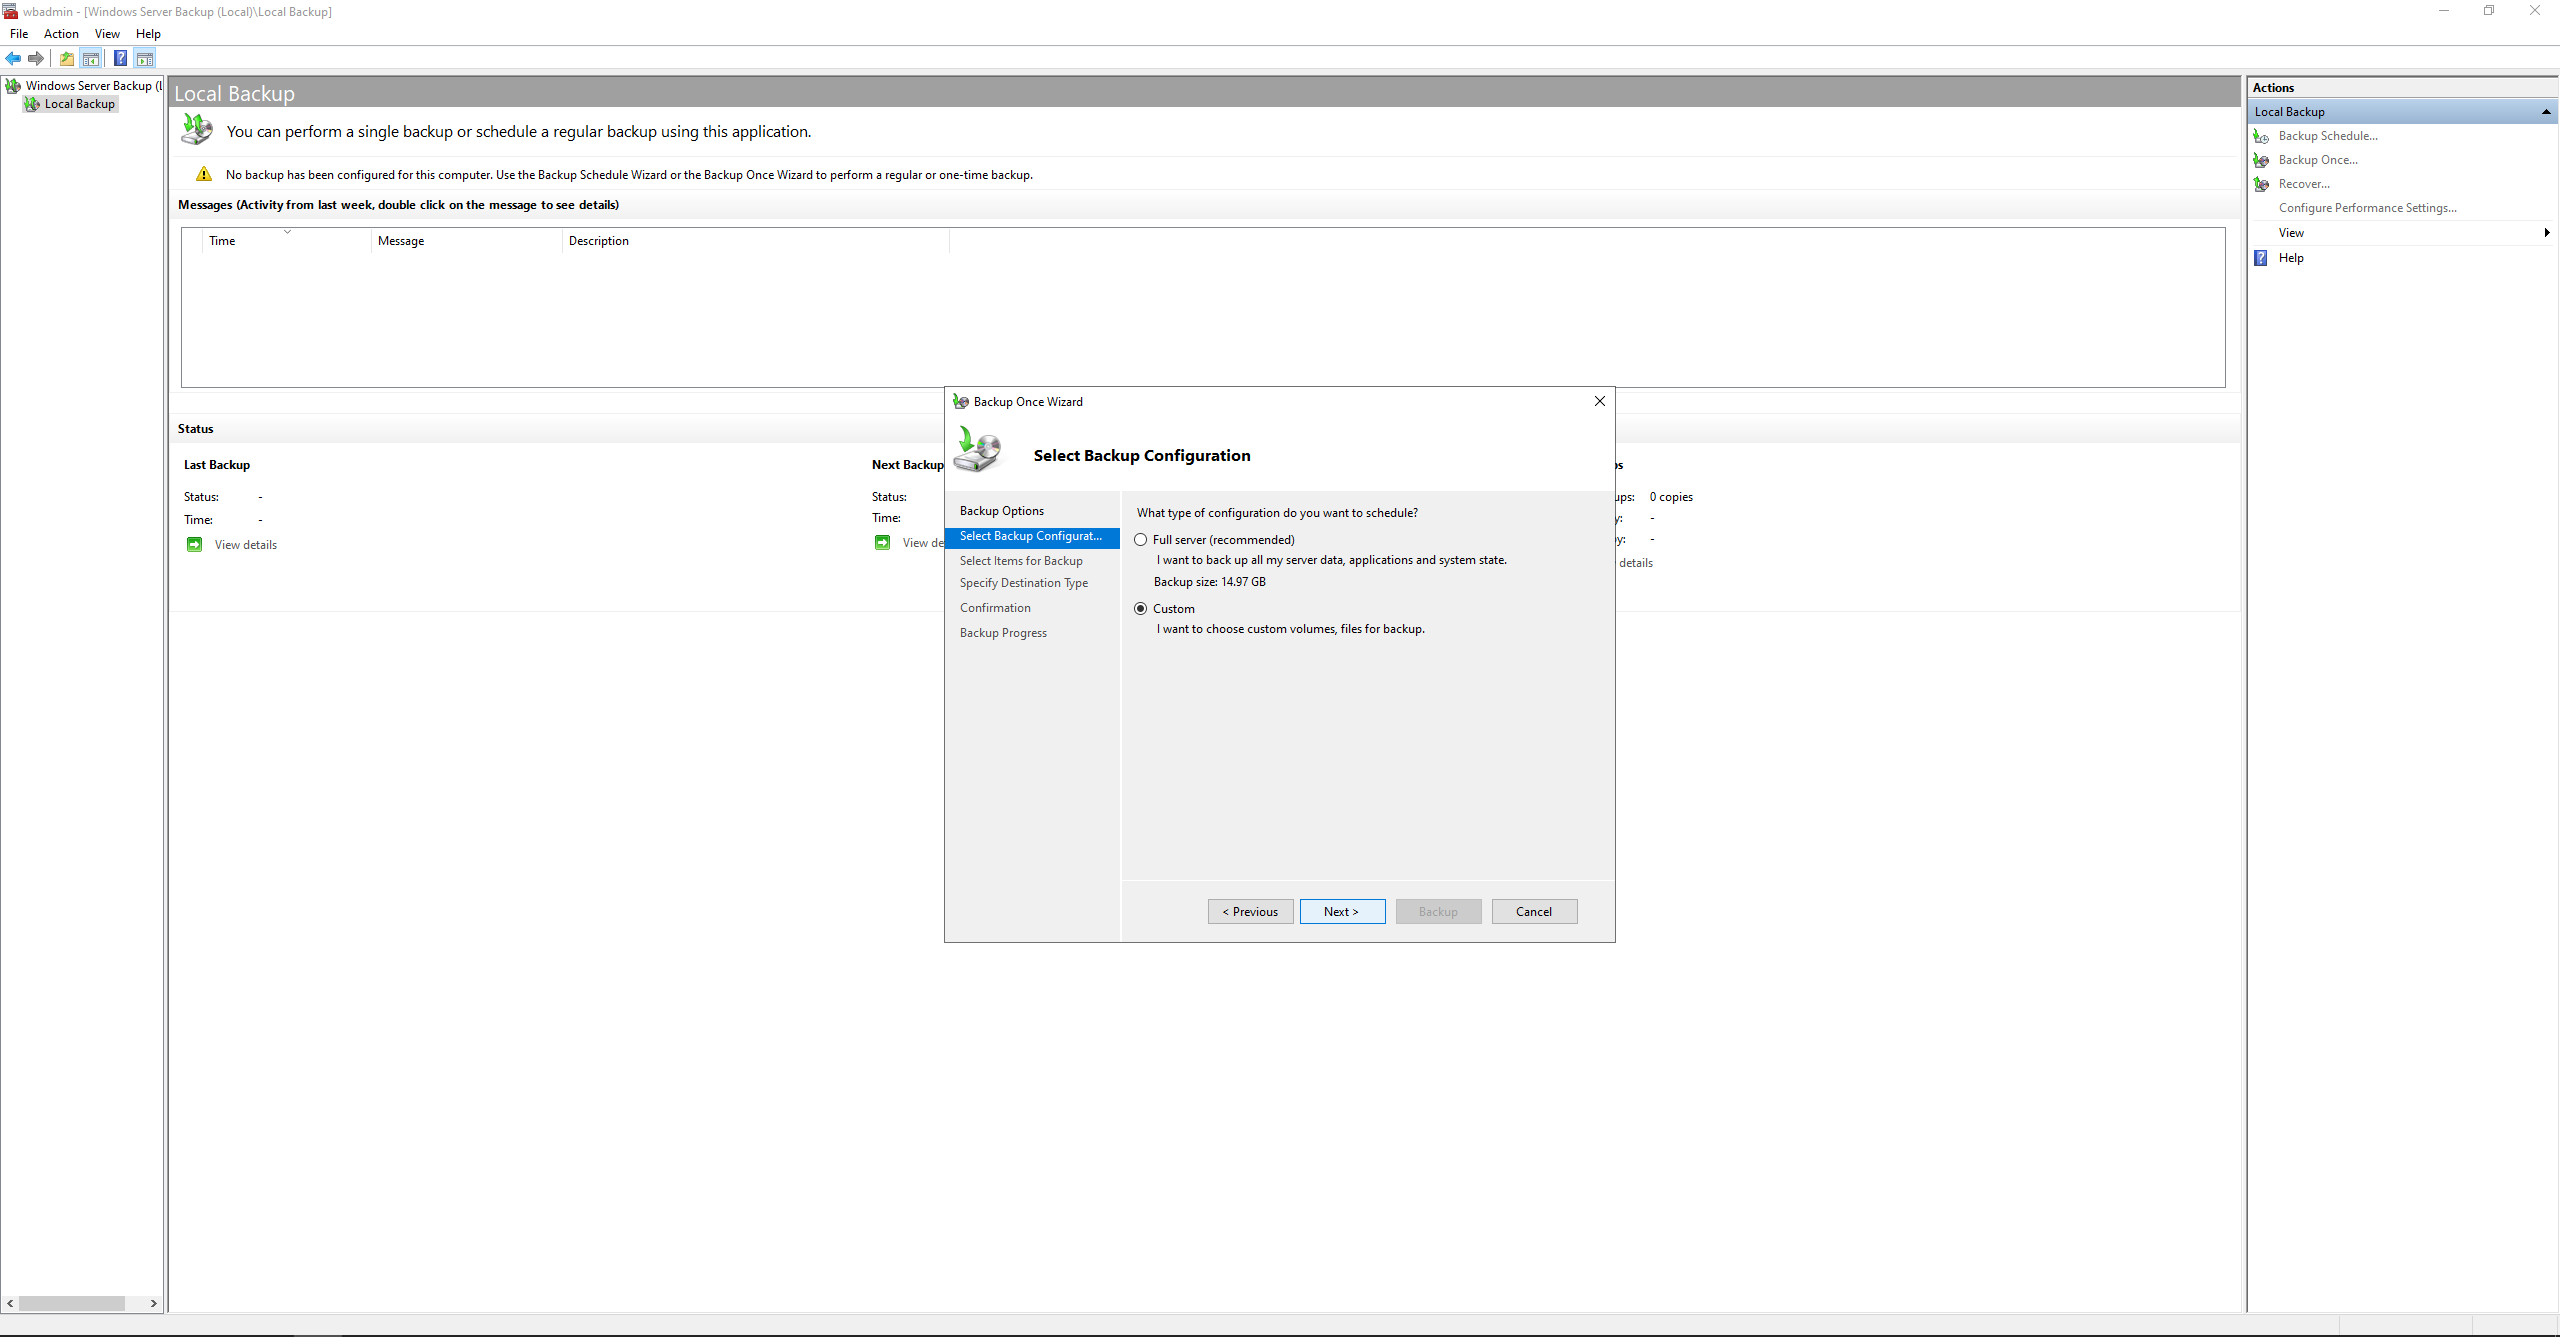 wbadmin - [Windows Server Backup (Local)\Local Backup]
File Action View Help
Windows Server Backup (L
Local Backup
Local Backup
You can perform a single backup or schedule a regular backup using this application.
No backup has been configured for this computer. Use the Backup Schedule Wizard or the Backup Once Wizard to perform a regular or one-time backup.
Messages (Activity from last week, double click on the message to see details)
Time Message Description
Status
Last Backup
Status: -
Time: -
View details
Next Backup
Status:
Time:
View de
ps
ups: 0 copies
y: -
y: -
details
Backup Once Wizard
Select Backup Configuration
Backup Options
Select Backup Configurat...
Select Items for Backup
Specify Destination Type
Confirmation
Backup Progress
What type of configuration do you want to schedule?
Full server (recommended)
I want to back up all my server data, applications and system state.
Backup size: 14.97 GB
Custom
I want to choose custom volumes, files for backup.
< Previous Next > Backup Cancel
Actions
Local Backup
Backup Schedule...
Backup Once...
Recover...
Configure Performance Settings...
View
Help